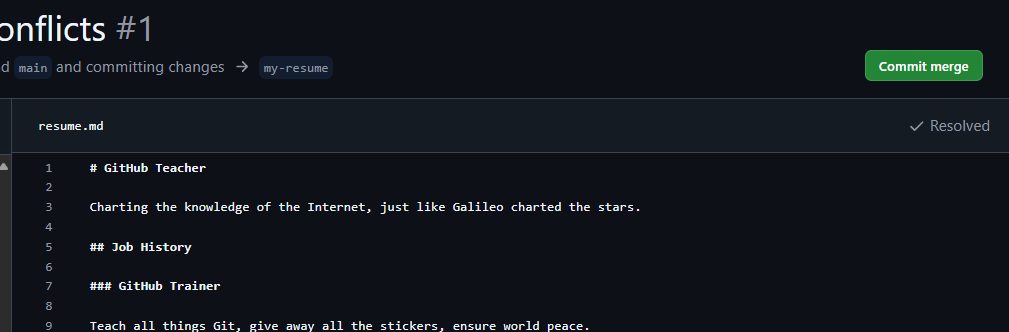 onflicts #1
d main and committing changes → my-resume
Commit merge
resume.md
Resolved
1 # GitHub Teacher
2
3 Charting the knowledge of the Internet, just like Galileo charted the stars.
4
5 ## Job History
6
7 ### GitHub Trainer
8
9 Teach all things Git, give away all the stickers, ensure world peace.